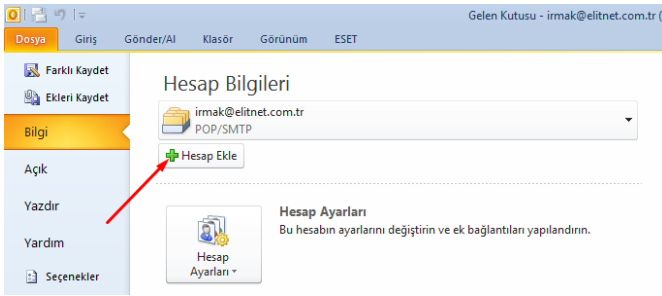 Gelen Kutusu - irmak@elitnet.com.tr (
Dosya Giriş Gönder/Al Klasör Görünüm ESET
Farklı Kaydet
Ekleri Kaydet
Bilgi
Açık
Yazdır
Yardım
Seçenekler
Hesap Bilgileri
irmak@elitnet.com.tr
POP/SMTP
Hesap Ekle
Hesap
Ayarları
Hesap Ayarları
Bu hesabın ayarlarını değiştirin ve ek bağlantıları yapılandırın.